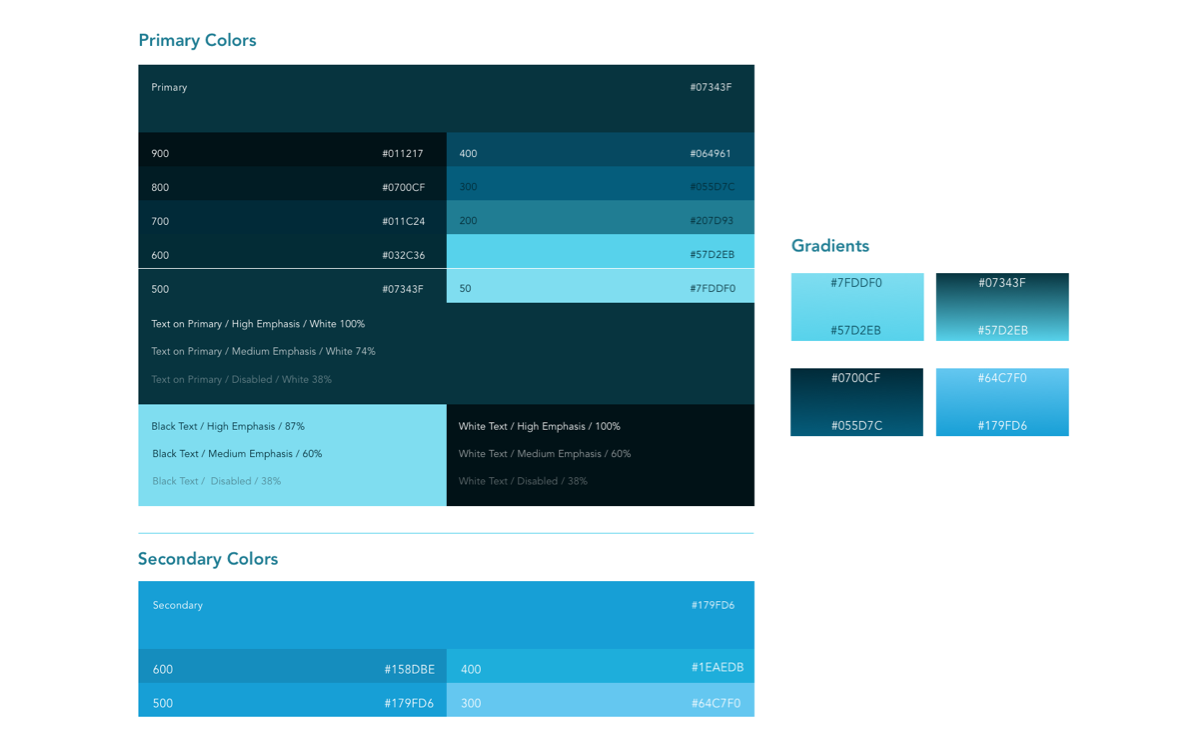 Primary Colors
Primary #07343F
900 #011217
800 #0700CF
700 #011C24
600 #032C36
500 #07343F
400 #064961
300 #055D7C
200 #207D93
#57D2EB
50 #7FDDF0
Text on Primary / High Emphasis / White 100%
Text on Primary / Medium Emphasis / White 74%
Text on Primary / Disabled / White 38%
Black Text / High Emphasis / 87%
Black Text / Medium Emphasis / 60%
Black Text / Disabled / 38%
White Text / High Emphasis / 100%
White Text / Medium Emphasis / 60%
White Text / Disabled / 38%
Gradients
#7FDDF0
#57D2EB
#07343F
#57D2EB
#0700CF
#055D7C
#64C7F0
#179FD6
Secondary Colors
Secondary #179FD6
600 #158DBE
500 #179FD6
400 #1EAEDB
300 #64C7F0